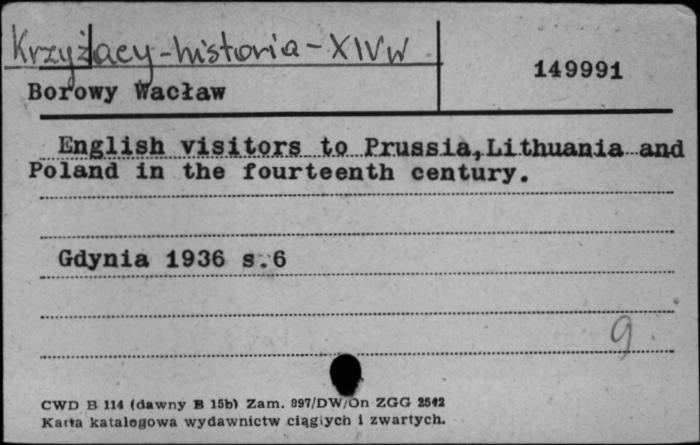 Krzyżacy-historia-XIVw
149991
Borowy Wacław
English visitors to Prussia,Lithuania and
Poland in the fourteenth century.
Gdynia 1936 s.6
9
CWD B 114 (dawny B 15b) Zam. 897/DW/On ZGG 2542
Karta katalogowa wydawnictw ciągłych i zwartych.